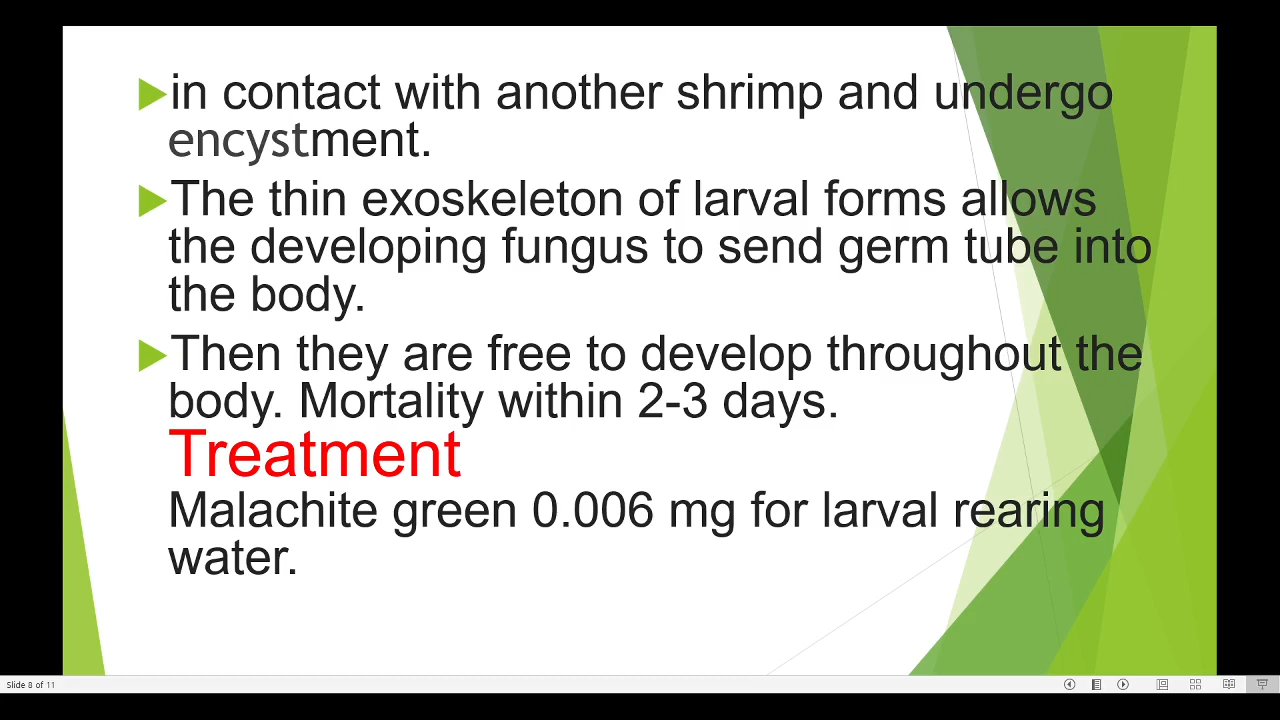 in contact with another shrimp and undergo
encystment.
The thin exoskeleton of larval forms allows
the developing fungus to send germ tube into
the body.
Then they are free to develop throughout the
body. Mortality within 2-3 days.
Treatment
Malachite green 0.006 mg for larval rearing
water.
Slide 8 of 11